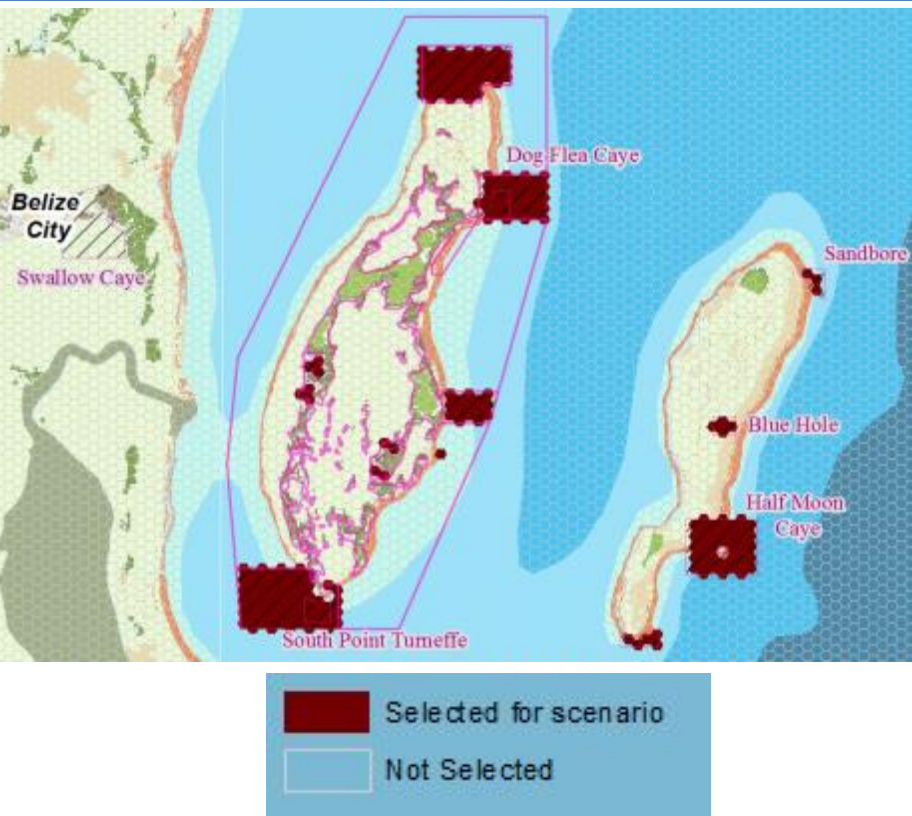 Dog Flea Caye
Belize
City
Swallow Caye
Sandbore
Blue Hole
Half Moon
Caye
South Point Turneffe
Selected for scenario
Not Selected